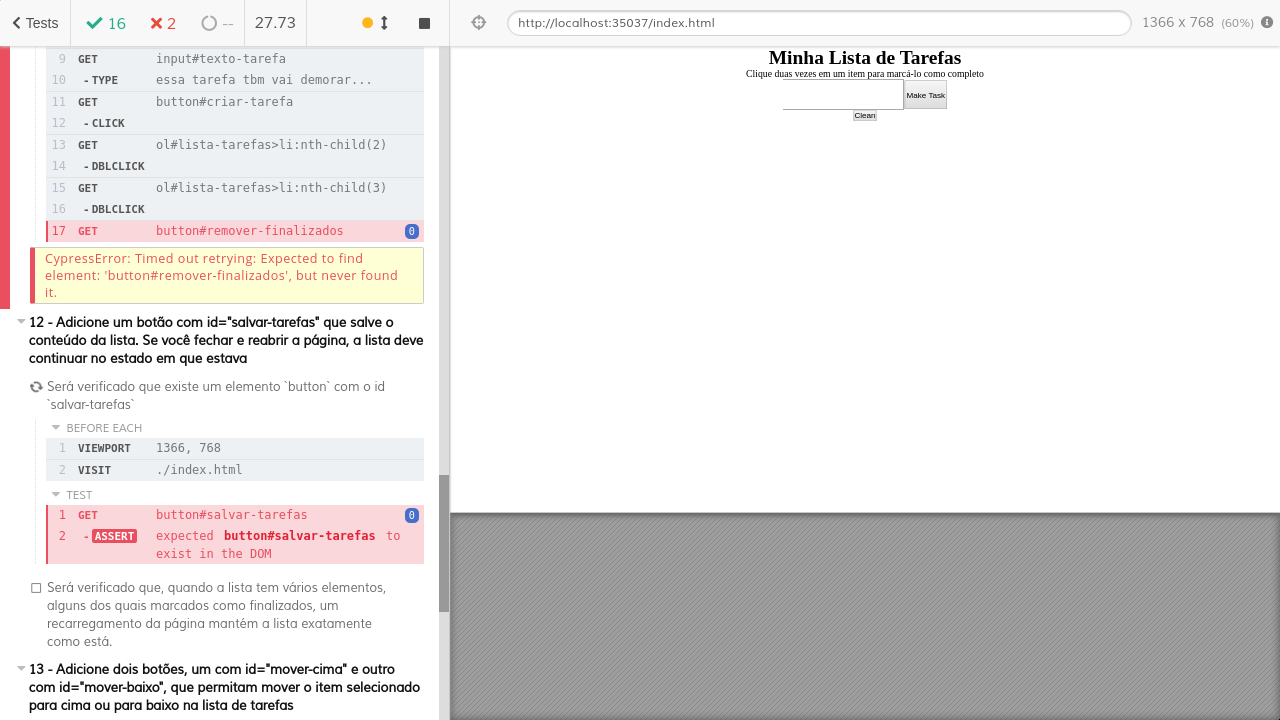 Tests 16 2 -- 27.73
http://localhost:35037/index.html 1366 x 768 (60%)
9 GET input#texto-tarefa
10 -TYPE essa tarefa tbm vai demorar...
11 GET button#criar-tarefa
12 -CLICK
13 GET ol#lista-tarefas>li:nth-child(2)
14 -DBLCLICK
15 GET ol#lista-tarefas>li:nth-child(3)
16 -DBLCLICK
17 GET button#remover-finalizados 0
CypressError: Timed out retrying: Expected to find
element: 'button#remover-finalizados', but never found
it.
12 - Adicione um botão com id="salvar-tarefas" que salve o
conteúdo da lista. Se você fechar e reabrir a página, a lista deve
continuar no estado em que estava
Será verificado que existe um elemento `button` com o id
`salvar-tarefas`
BEFORE EACH
1 VIEWPORT 1366, 768
2 VISIT ./index.html
TEST
1 GET button#salvar-tarefas 0
2 -ASSERT expected button#salvar-tarefas to
exist in the DOM
Será verificado que, quando a lista tem vários elementos,
alguns dos quais marcados como finalizados, um
recarregamento da página mantém a lista exatamente
como está.
13 - Adicione dois botões, um com id="mover-cima" e outro
com id="mover-baixo", que permitam mover o item selecionado
para cima ou para baixo na lista de tarefas
Minha Lista de Tarefas
Clique duas vezes em um item para marcá-lo como completo
Make Task
Clean